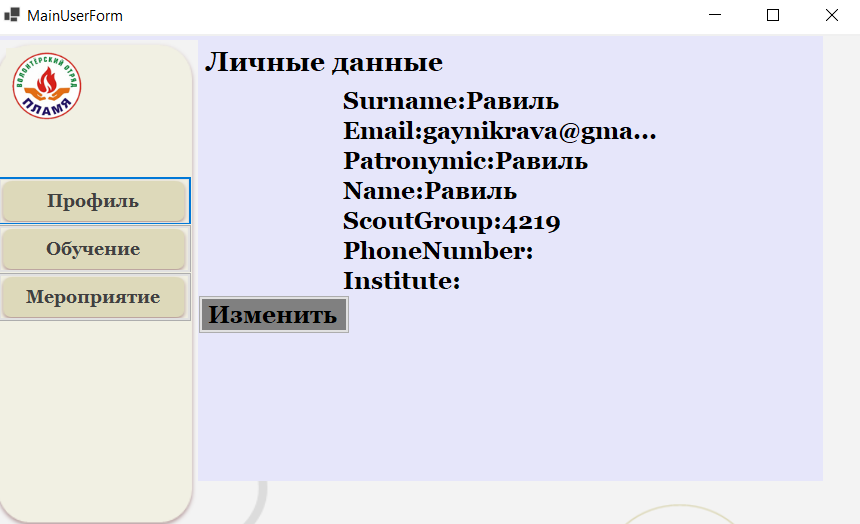 MainUserForm
ВОЛОНТЁРСКИЙ ОТРЯД
ПЛАМЯ
Личные данные
Surname:Равиль
Email:gaynikrava@gma...
Patronymic:Равиль
Name:Равиль
ScoutGroup:4219
PhoneNumber:
Institute:
Изменить
Профиль
Обучение
Мероприятие